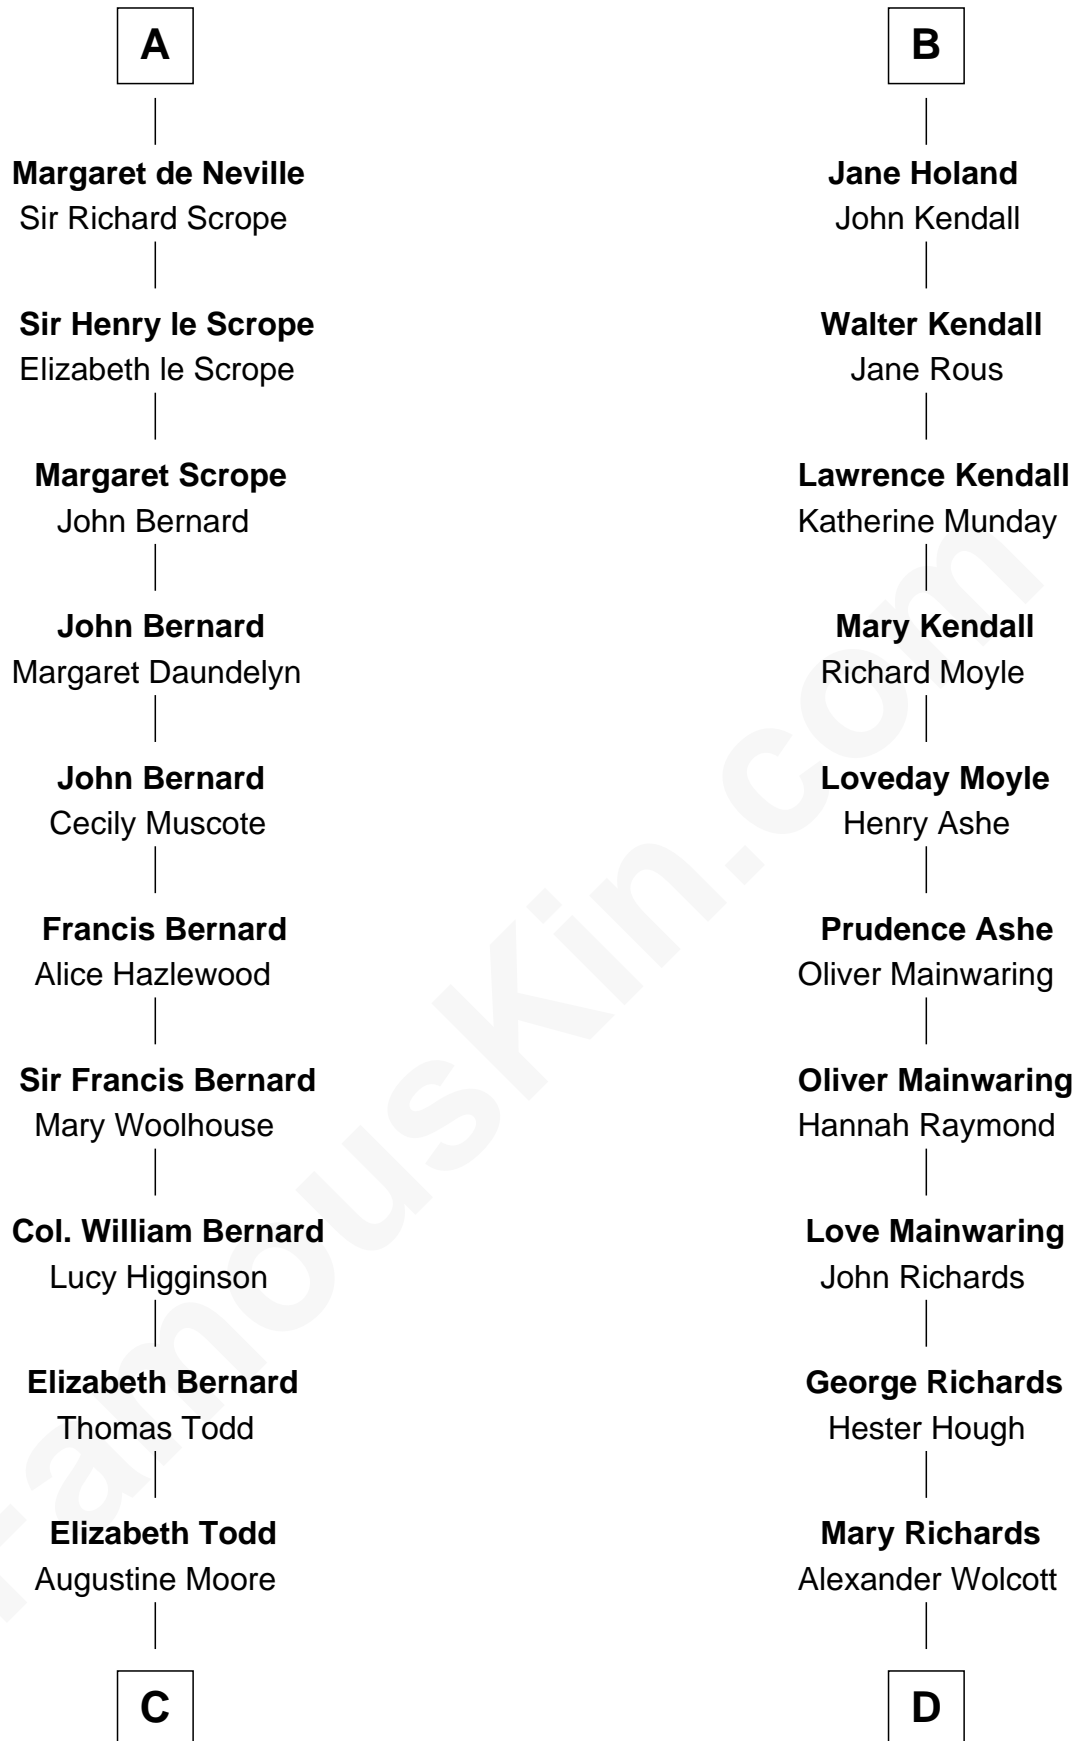 A
Margaret de Neville
Sir Richard Scrope
Sir Henry le Scrope
Elizabeth le Scrope
Margaret Scrope
John Bernard
John Bernard
Margaret Daundelyn
John Bernard
Cecily Muscote
Francis Bernard
Alice Hazlewood
Sir Francis Bernard
Mary Woolhouse
Col. William Bernard
Lucy Higginson
Elizabeth Bernard
Thomas Todd
Elizabeth Todd
Augustine Moore
C
B
Jane Holand
John Kendall
Walter Kendall
Jane Rous
Lawrence Kendall
Katherine Munday
Mary Kendall
Richard Moyle
Loveday Moyle
Henry Ashe
Prudence Ashe
Oliver Mainwaring
Oliver Mainwaring
Hannah Raymond
Love Mainwaring
John Richards
George Richards
Hester Hough
Mary Richards
Alexander Wolcott
D
FamousKin.com